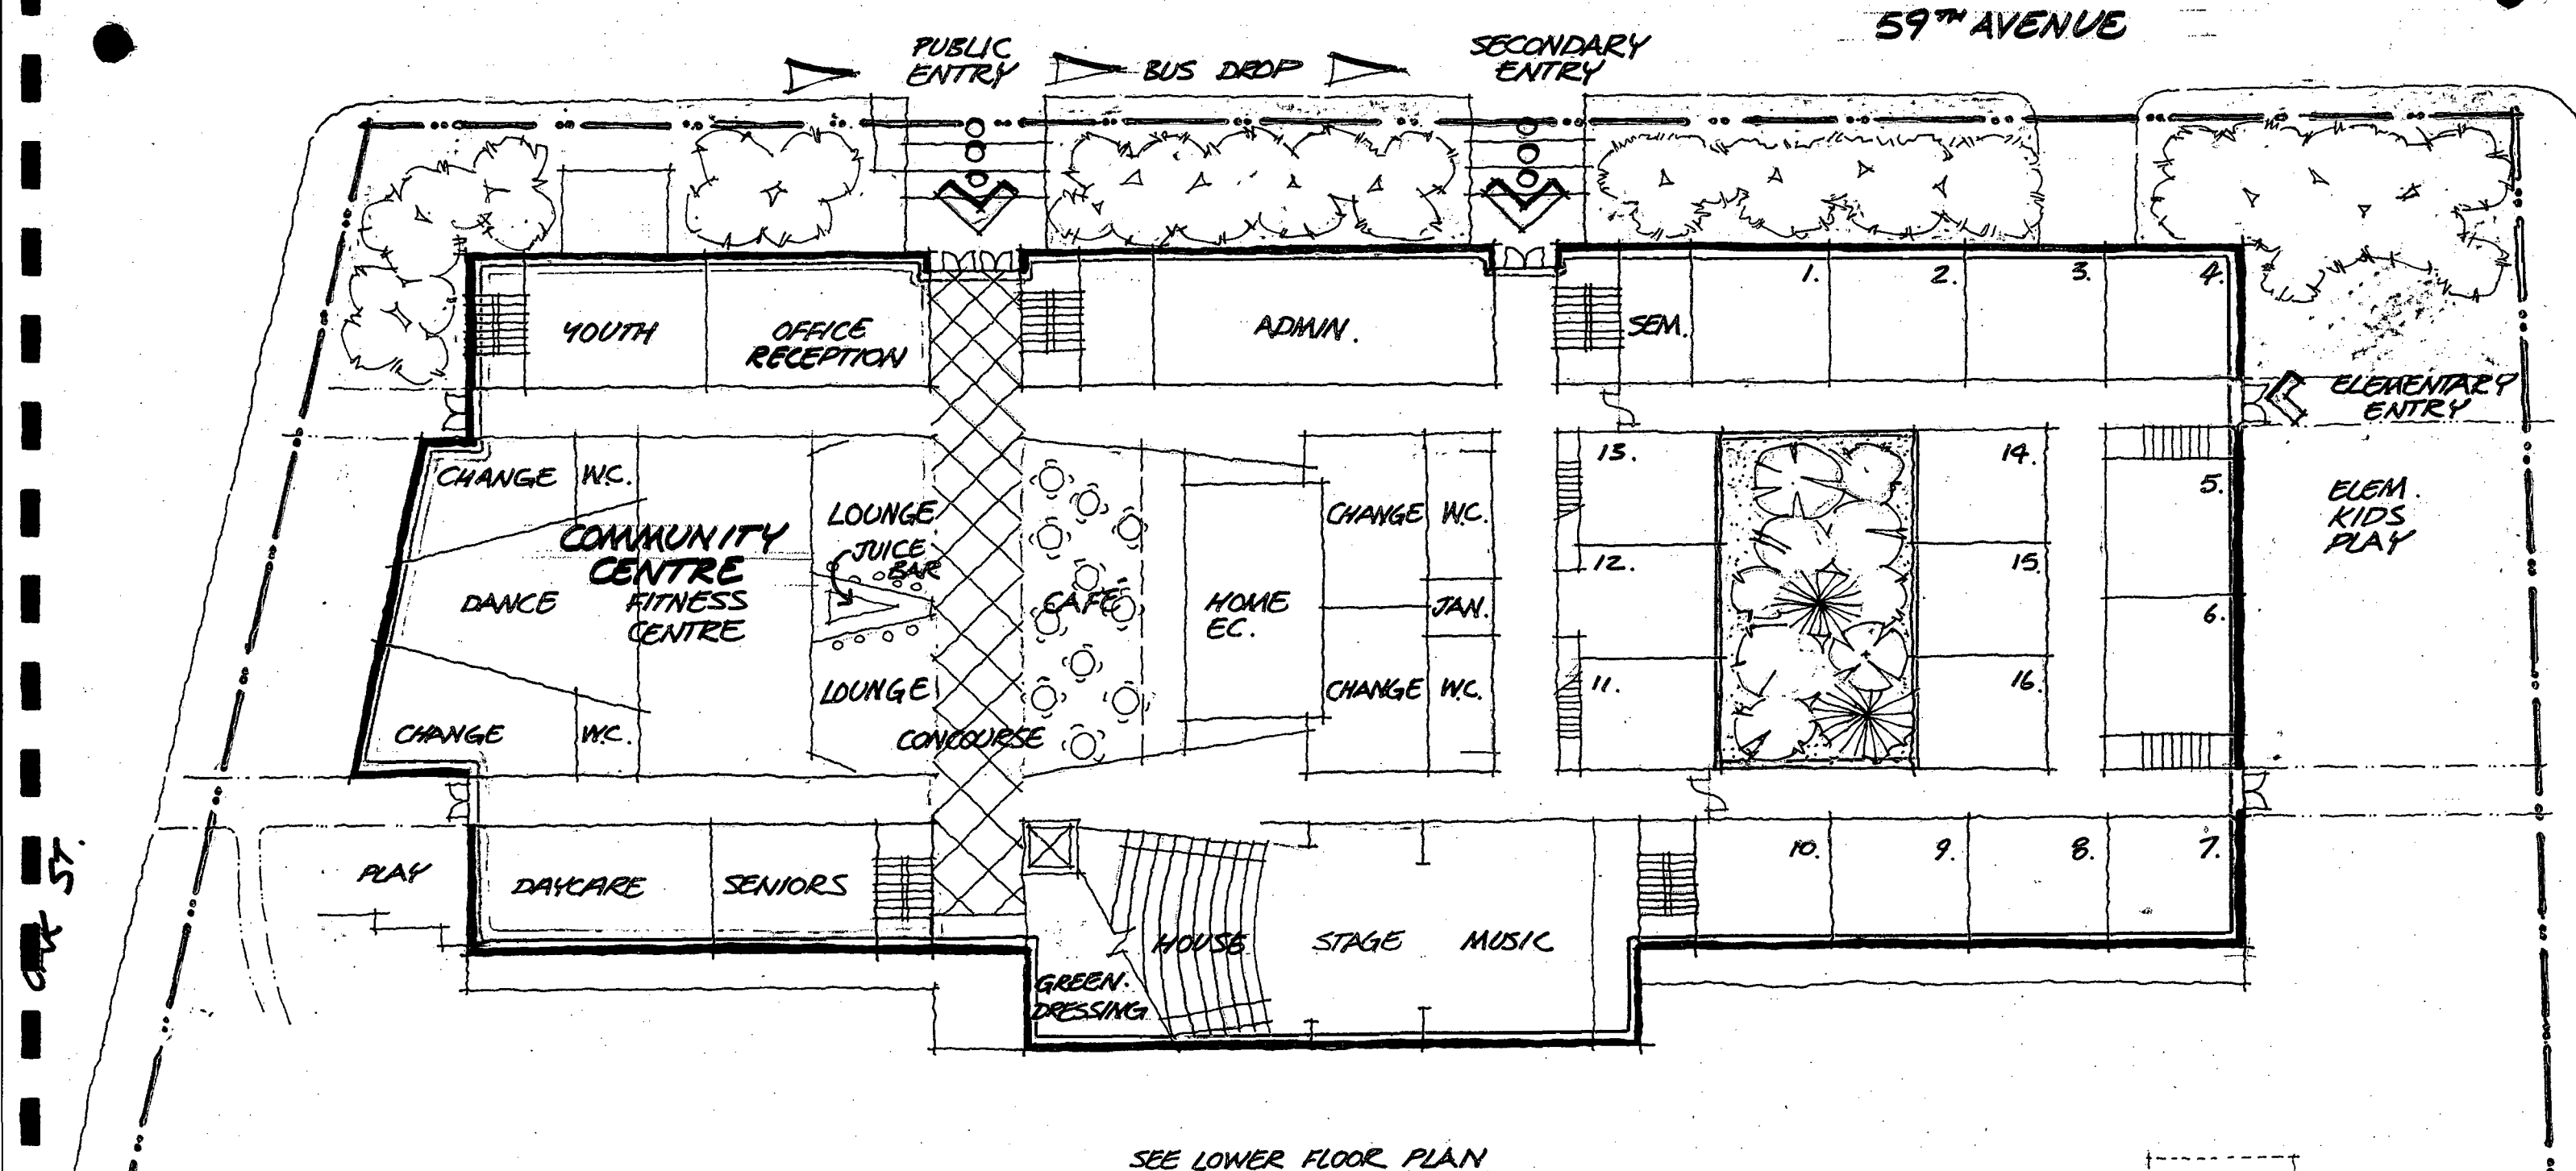 59TH AVENUE
PUBLIC
ENTRY
BUS DROP
SECONDARY
ENTRY
YOUTH
OFFICE
RECEPTION
ADMIN.
SEM.
1.
2.
3.
4.
ELEMENTARY
ENTRY
CHANGE
W.C.
LOUNGE
JUICE
BAR
COMMUNITY
CENTRE
FITNESS
CENTRE
DANCE
CAFÉ
HOME
EC.
CHANGE
W.C.
JAN.
13.
14.
5.
ELEM.
KIDS
PLAY
12.
15.
6.
CHANGE
W.C.
LOUNGE
CONCOURSE
CHANGE
W.C.
11.
16.
PLAY
DAYCARE
SENIORS
10.
9.
8.
7.
HOUSE
STAGE
MUSIC
GREEN.
DRESSING
ST.
SEE LOWER FLOOR PLAN